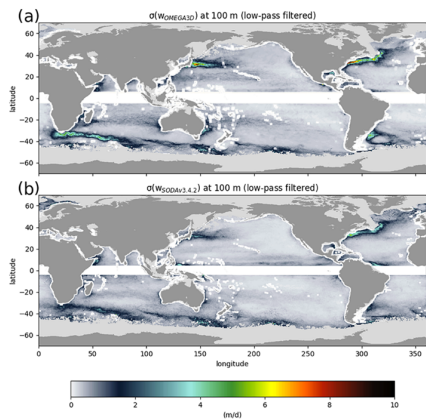 (a)
σ(w_OMEGA3D) at 100 m (low-pass filtered)
60
40
20
0
-20
-40
-60
latitude
(b)
σ(w_SODAv3.4.2) at 100 m (low-pass filtered)
60
40
20
0
-20
-40
-60
latitude
0 50 100 150 200 250 300 350
longitude
0 2 4 6 8 10
(m/d)